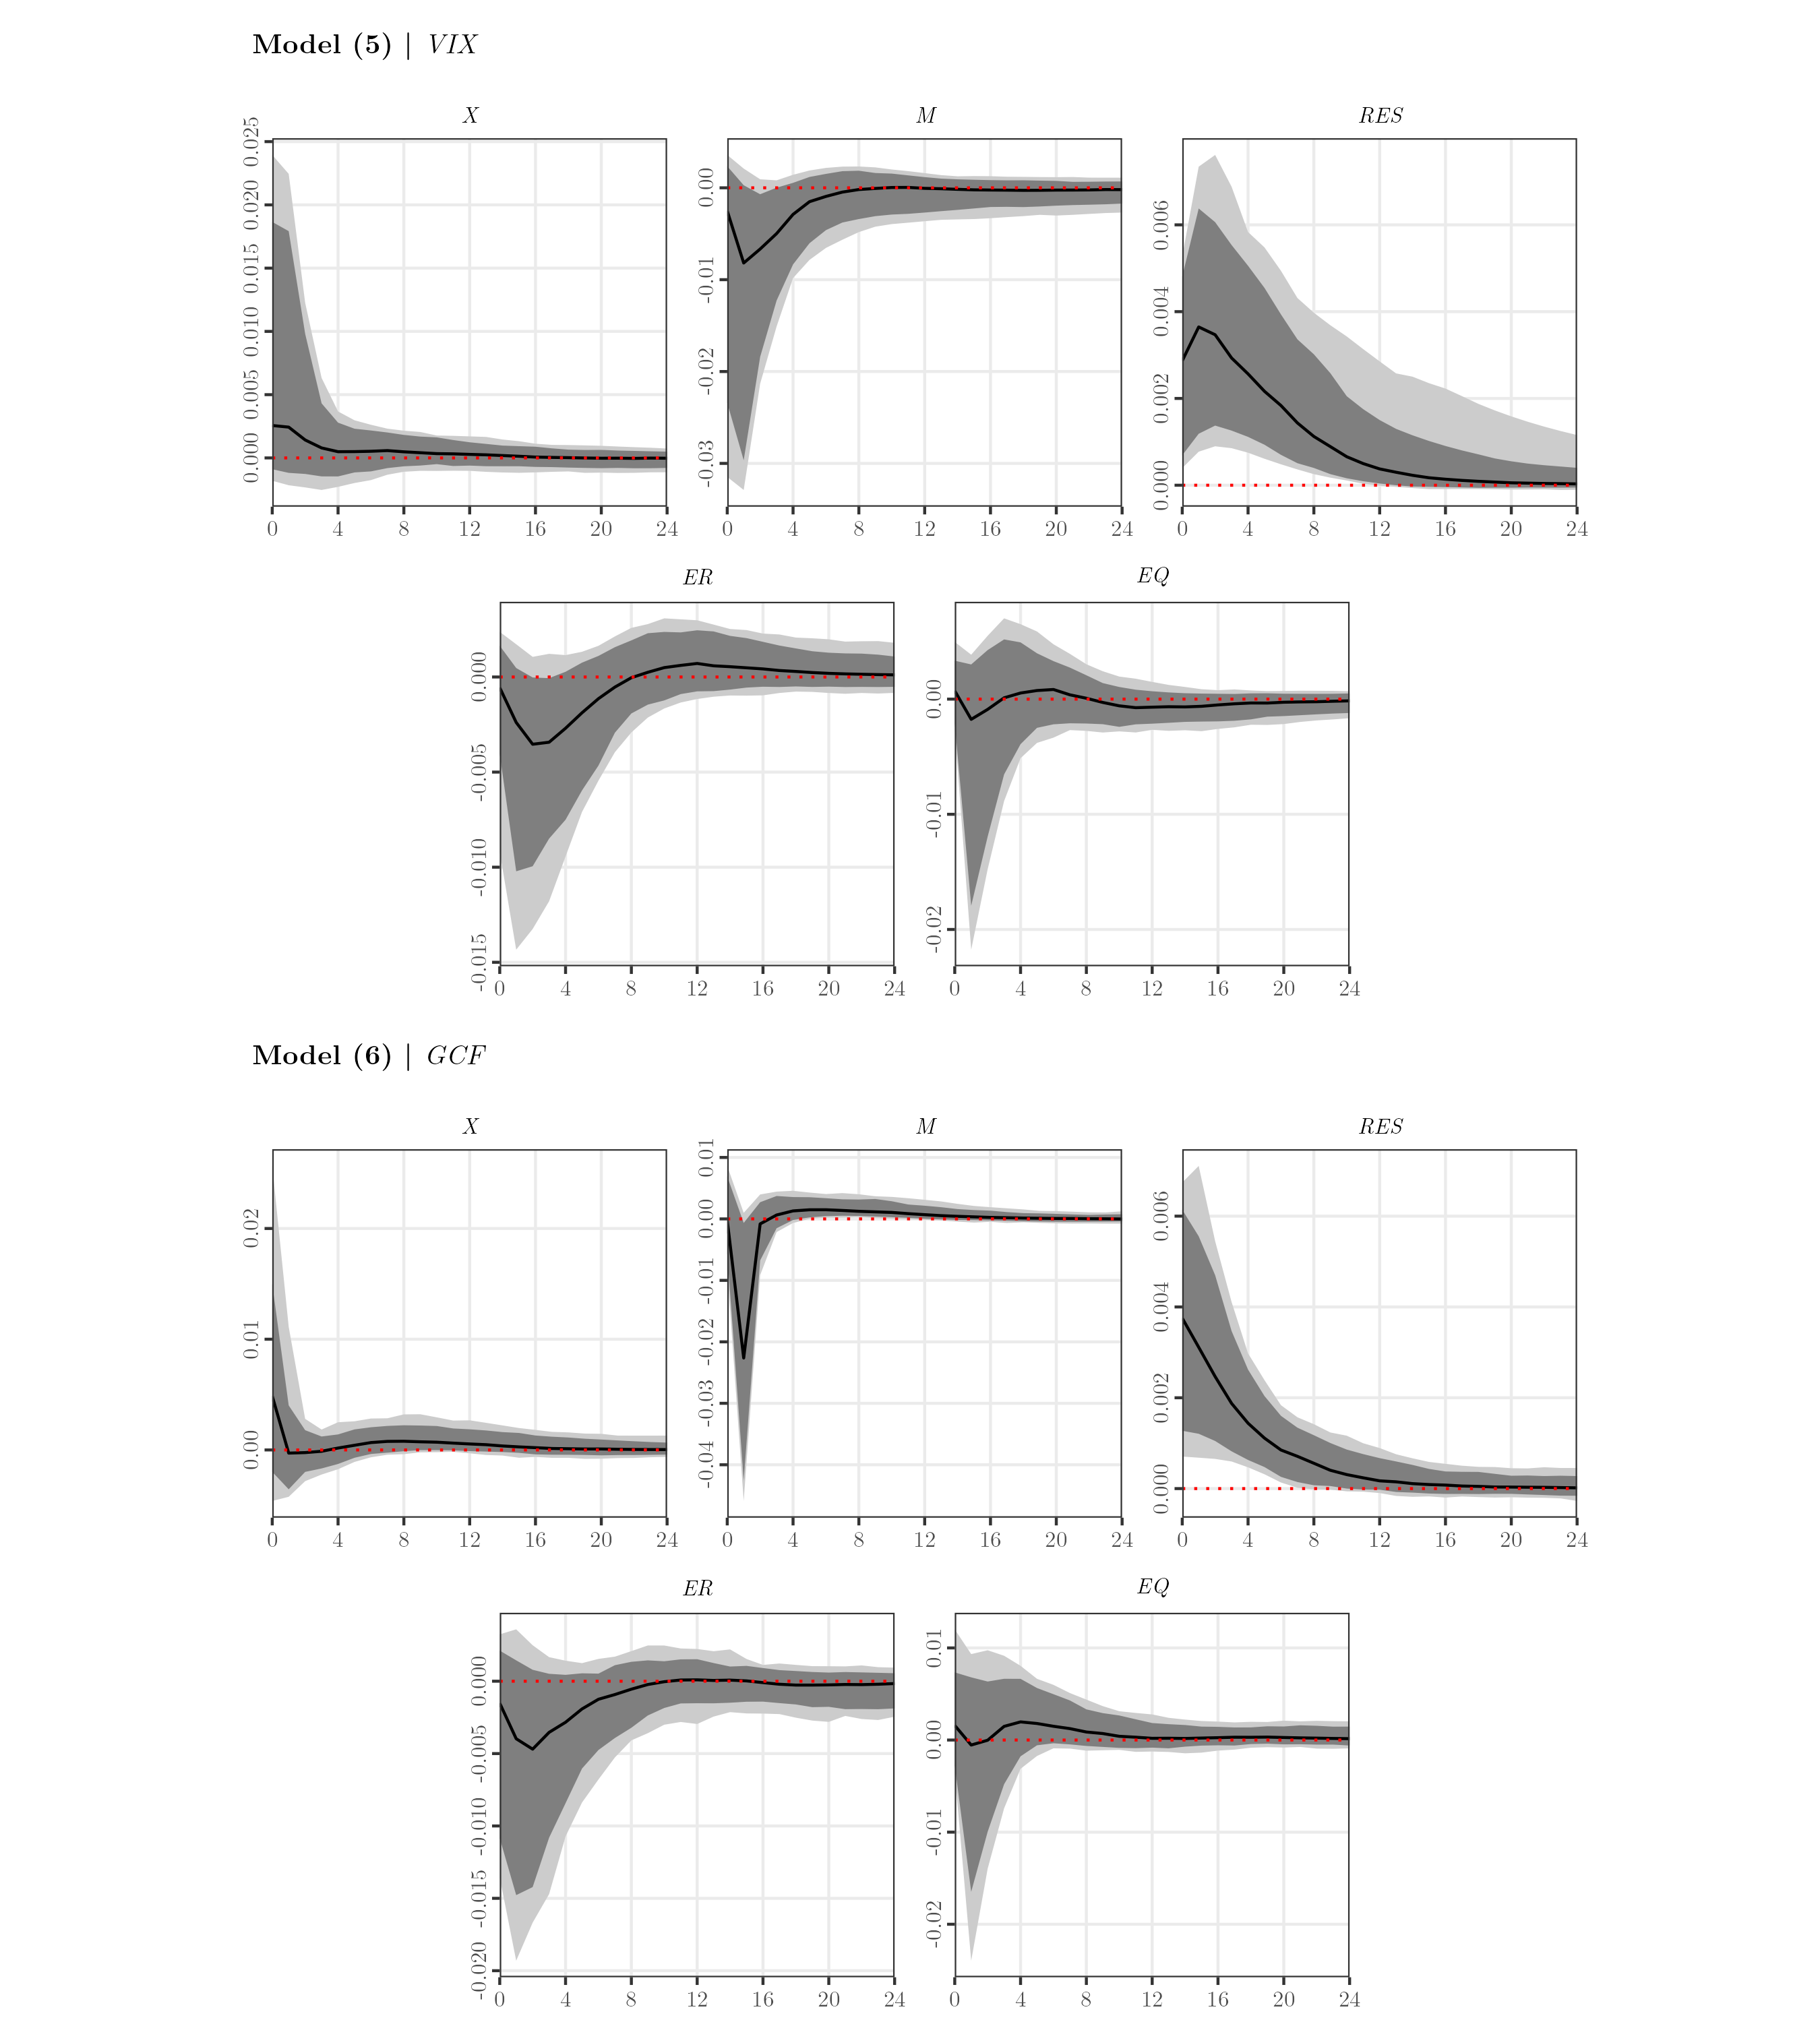 Model (5) | VIX
X M RES
0.025 0.020 0.015 0.010 0.005 0.000
0.00 -0.01 -0.02 -0.03
0.006 0.004 0.002 0.000
0 4 8 12 16 20 24 0 4 8 12 16 20 24 0 4 8 12 16 20 24
ER EQ
0.000 -0.005 -0.010 -0.015
0.00 -0.01 -0.02
0 4 8 12 16 20 24 0 4 8 12 16 20 24
Model (6) | GCF
X M RES
0.02 0.01 0.00
0.01 0.00 -0.01 -0.02 -0.03 -0.04
0.006 0.004 0.002 0.000
0 4 8 12 16 20 24 0 4 8 12 16 20 24 0 4 8 12 16 20 24
ER EQ
0.000 -0.005 -0.010 -0.015 -0.020
0.01 0.00 -0.01 -0.02
0 4 8 12 16 20 24 0 4 8 12 16 20 24